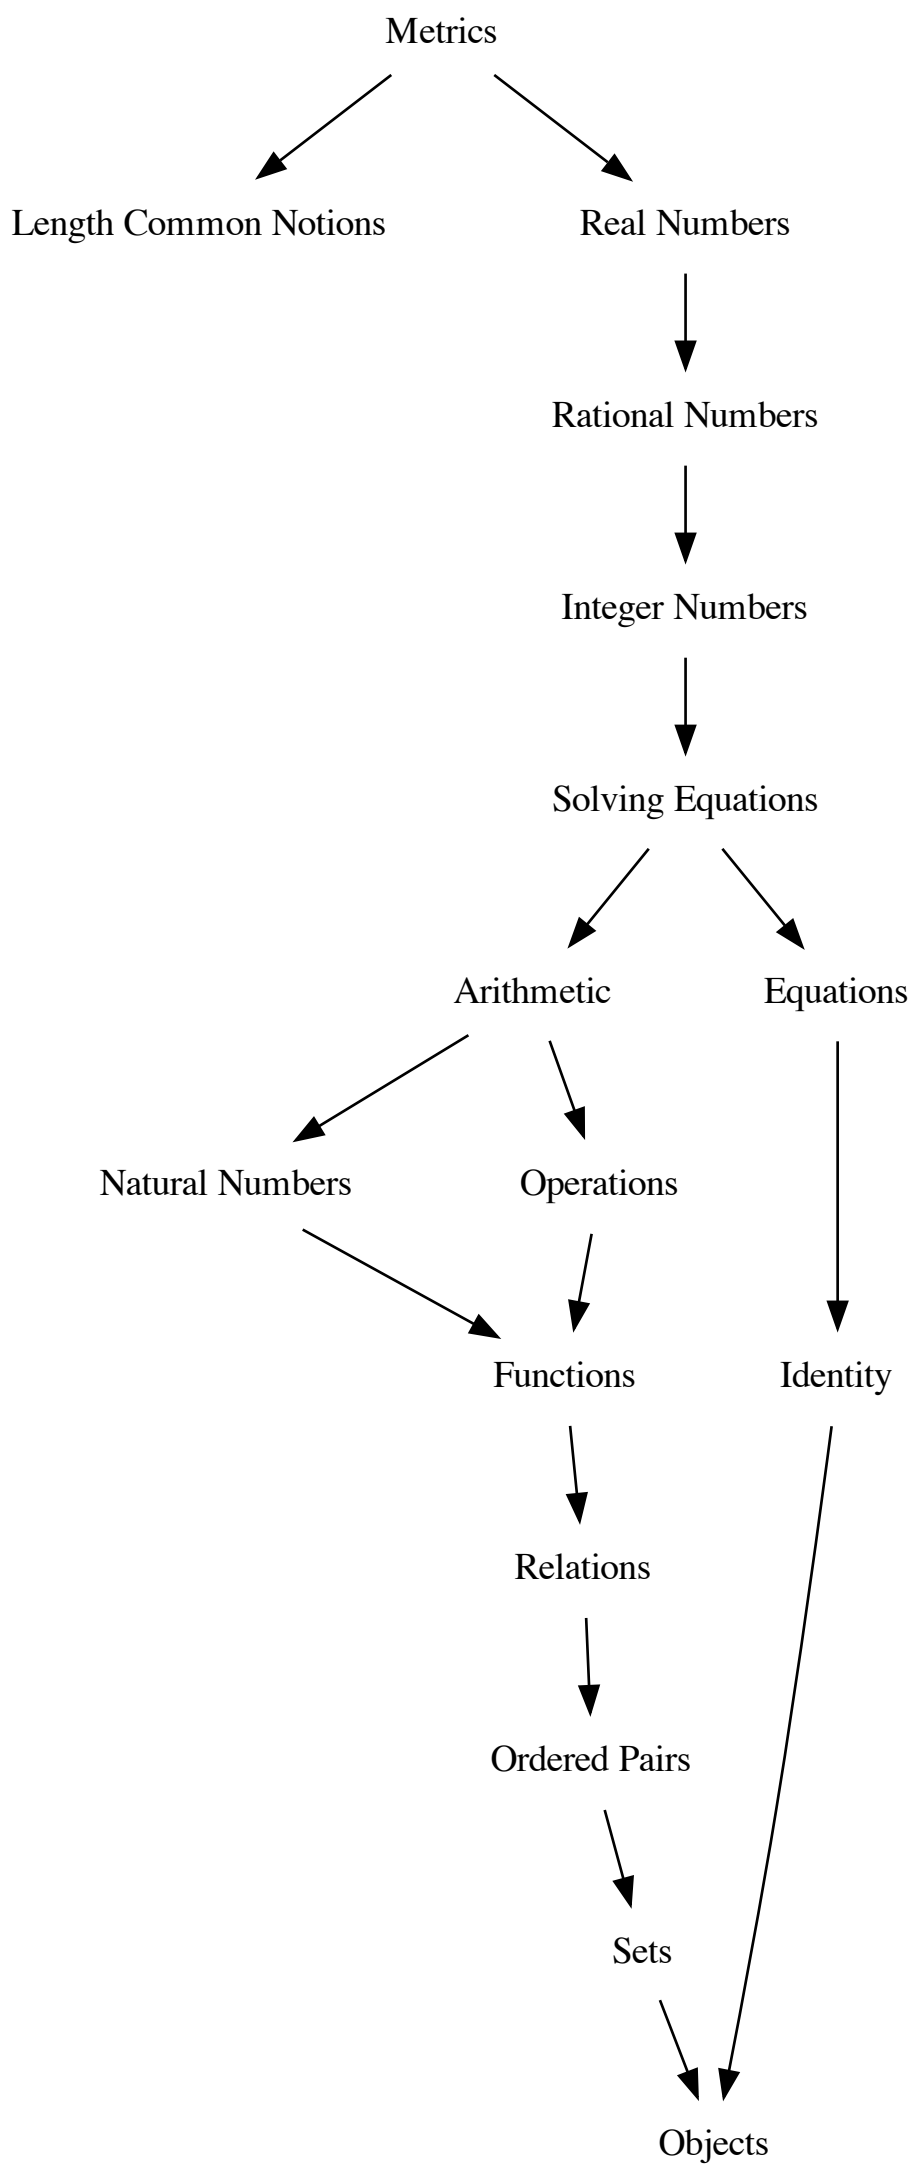 Metrics
Length Common Notions
Real Numbers
Rational Numbers
Integer Numbers
Solving Equations
Arithmetic
Equations
Natural Numbers
Operations
Functions
Identity
Relations
Ordered Pairs
Sets
Objects